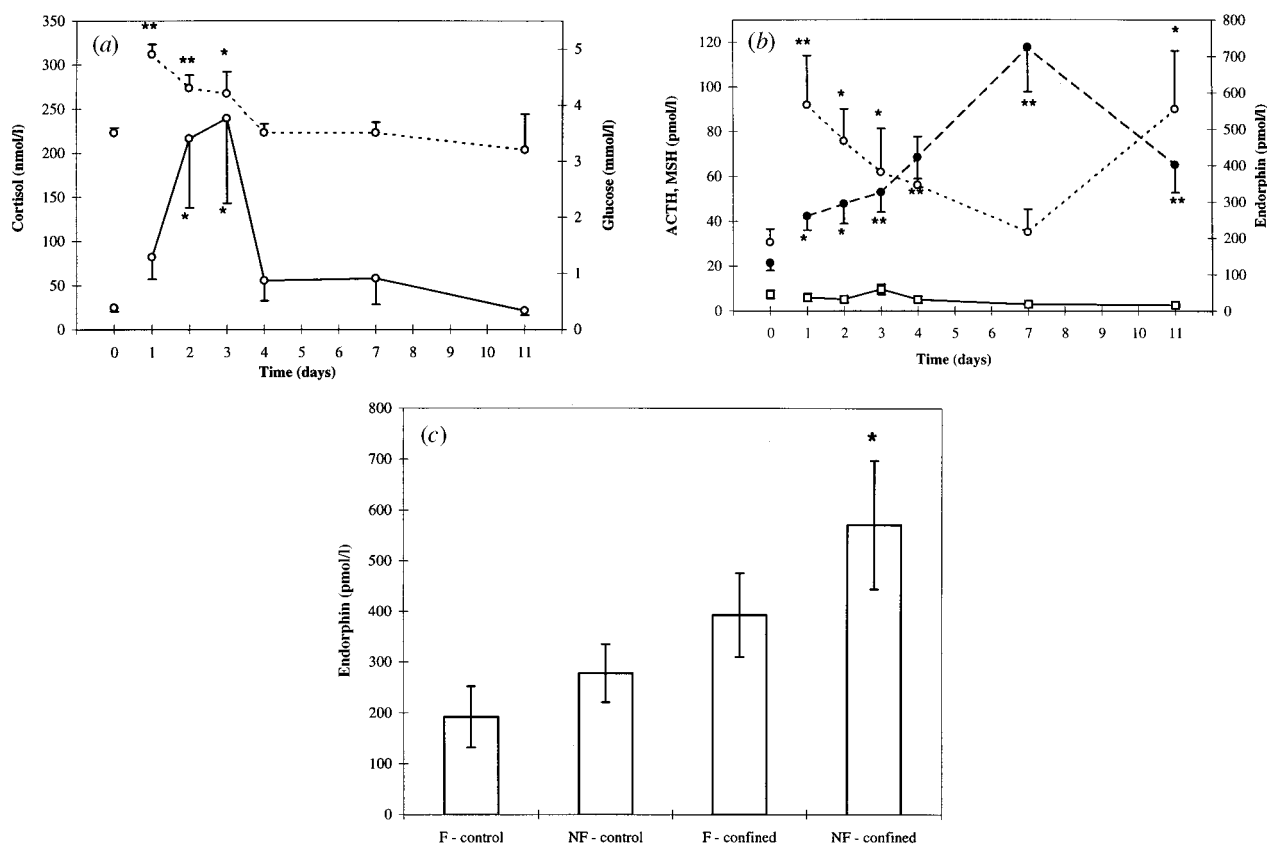 (a)
Cortisol (nmol/l)
350
300
250
200
150
100
50
0
** ** *
* *
5
4
3
2
1
0
Glucose (mmol/l)
0 1 2 3 4 5 6 7 8 9 10 11
Time (days)
(b)
ACTH, MSH (pmol/l)
120
100
80
60
40
20
0
** * * *
* * ** ** ** **
800
700
600
500
400
300
200
100
0
Endorphin (pmol/l)
0 1 2 3 4 5 6 7 8 9 10 11
Time (days)
(c)
Endorphin (pmol/l)
800
700
600
500
400
300
200
100
0
*
F - control NF - control F - confined NF - confined